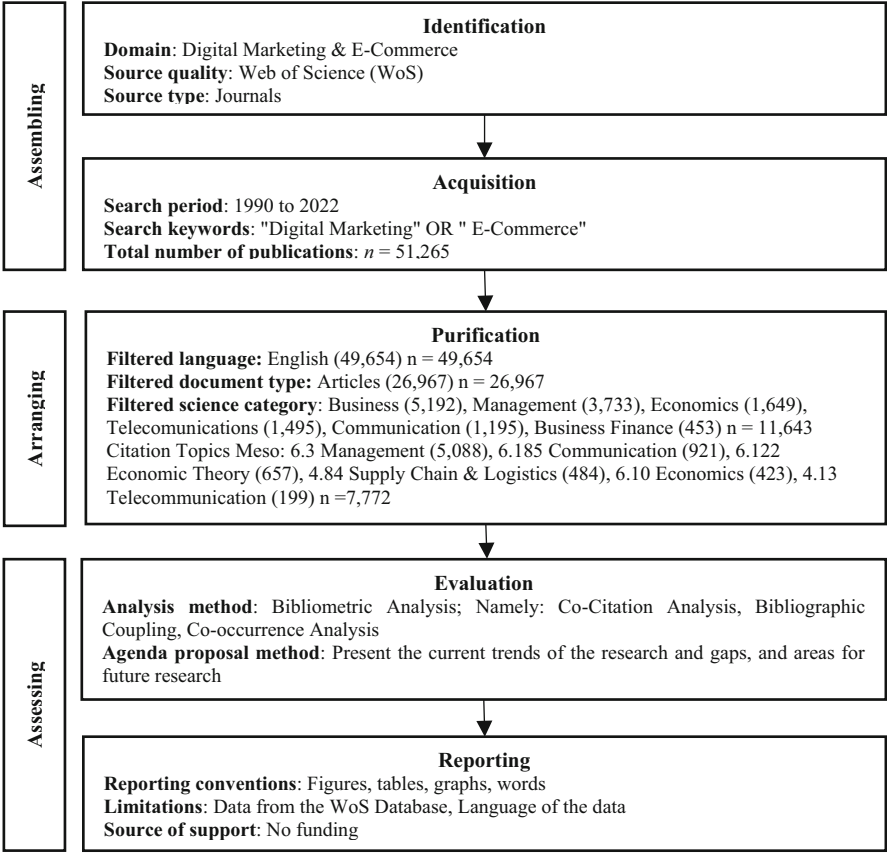 Assembling
Identification
Domain: Digital Marketing & E-Commerce
Source quality: Web of Science (WoS)
Source type: Journals
Acquisition
Search period: 1990 to 2022
Search keywords: "Digital Marketing" OR " E-Commerce"
Total number of publications: n = 51,265
Arranging
Purification
Filtered language: English (49,654) n = 49,654
Filtered document type: Articles (26,967) n = 26,967
Filtered science category: Business (5,192), Management (3,733), Economics (1,649),
Telecomunications (1,495), Communication (1,195), Business Finance (453) n = 11,643
Citation Topics Meso: 6.3 Management (5,088), 6.185 Communication (921), 6.122
Economic Theory (657), 4.84 Supply Chain & Logistics (484), 6.10 Economics (423), 4.13
Telecommunication (199) n =7,772
Assessing
Evaluation
Analysis method: Bibliometric Analysis; Namely: Co-Citation Analysis, Bibliographic
Coupling, Co-occurrence Analysis
Agenda proposal method: Present the current trends of the research and gaps, and areas for
future research
Reporting
Reporting conventions: Figures, tables, graphs, words
Limitations: Data from the WoS Database, Language of the data
Source of support: No funding